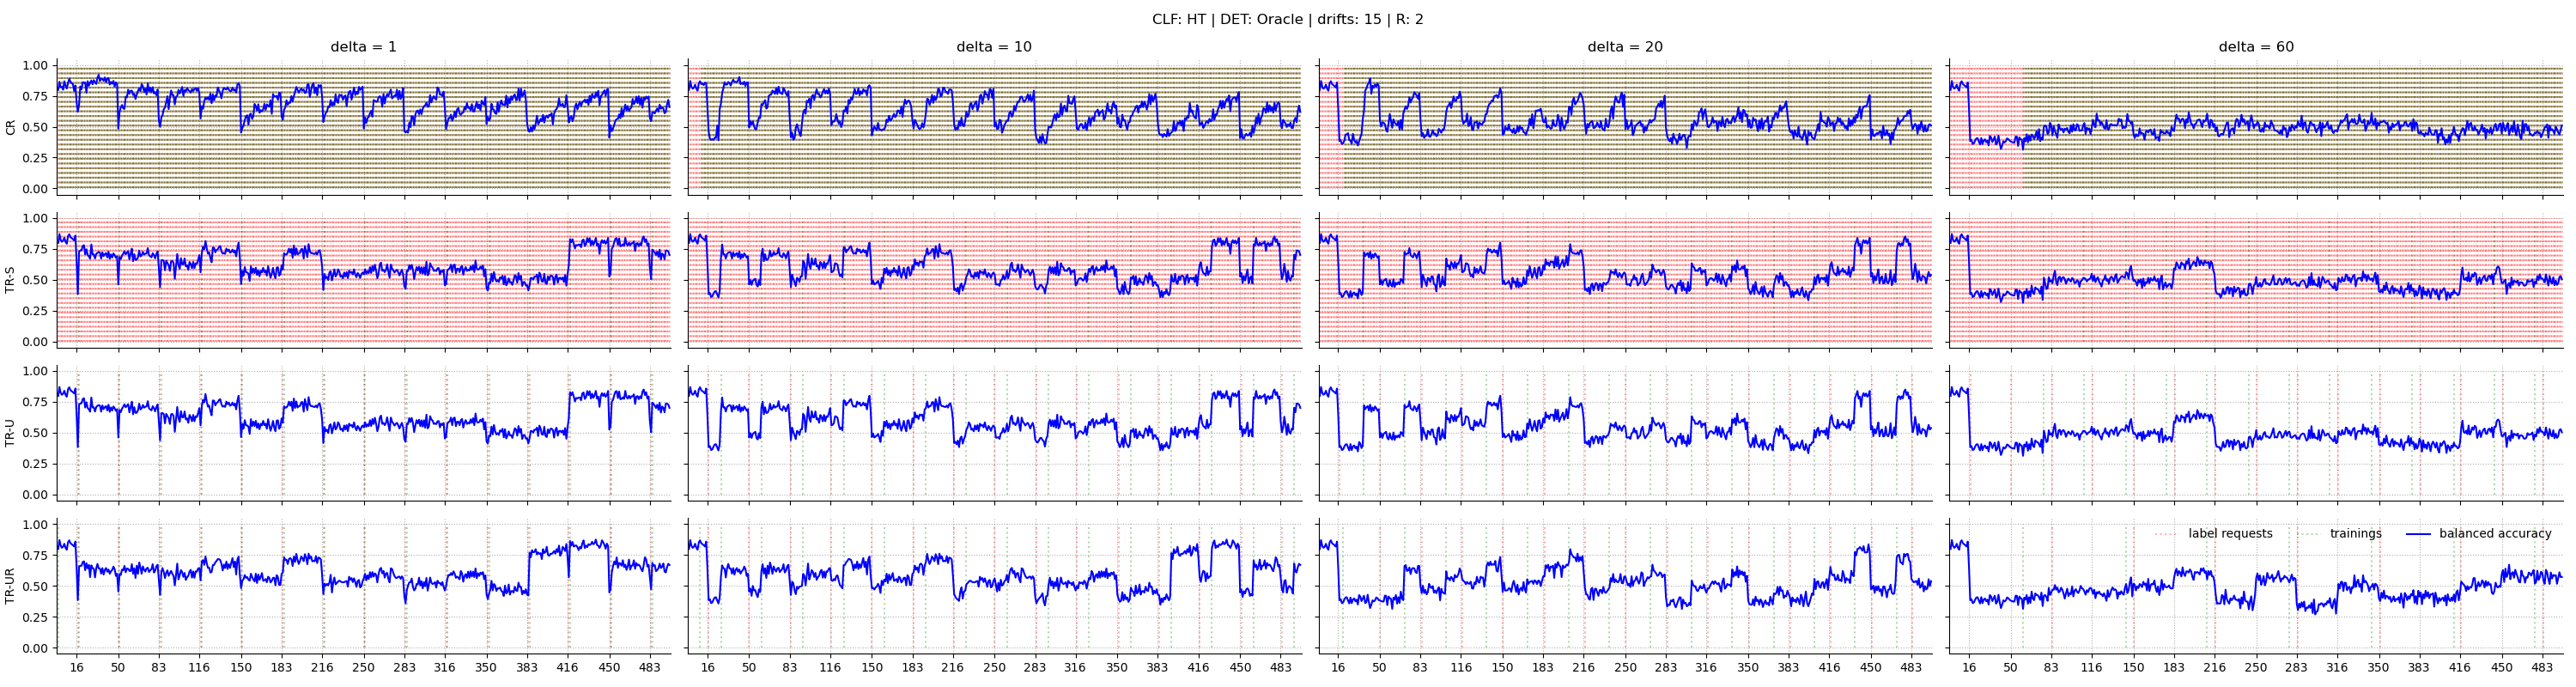 CLF: HT | DET: Oracle | drifts: 15 | R: 2
delta = 1
delta = 10
delta = 20
delta = 60
CR
1.00
0.75
0.50
0.25
0.00
TR-S
1.00
0.75
0.50
0.25
0.00
TR-U
1.00
0.75
0.50
0.25
0.00
TR-UR
1.00
0.75
0.50
0.25
0.00
label requests
trainings
balanced accuracy
16 50 83 116 150 183 216 250 283 316 350 383 416 450 483
16 50 83 116 150 183 216 250 283 316 350 383 416 450 483
16 50 83 116 150 183 216 250 283 316 350 383 416 450 483
16 50 83 116 150 183 216 250 283 316 350 383 416 450 483